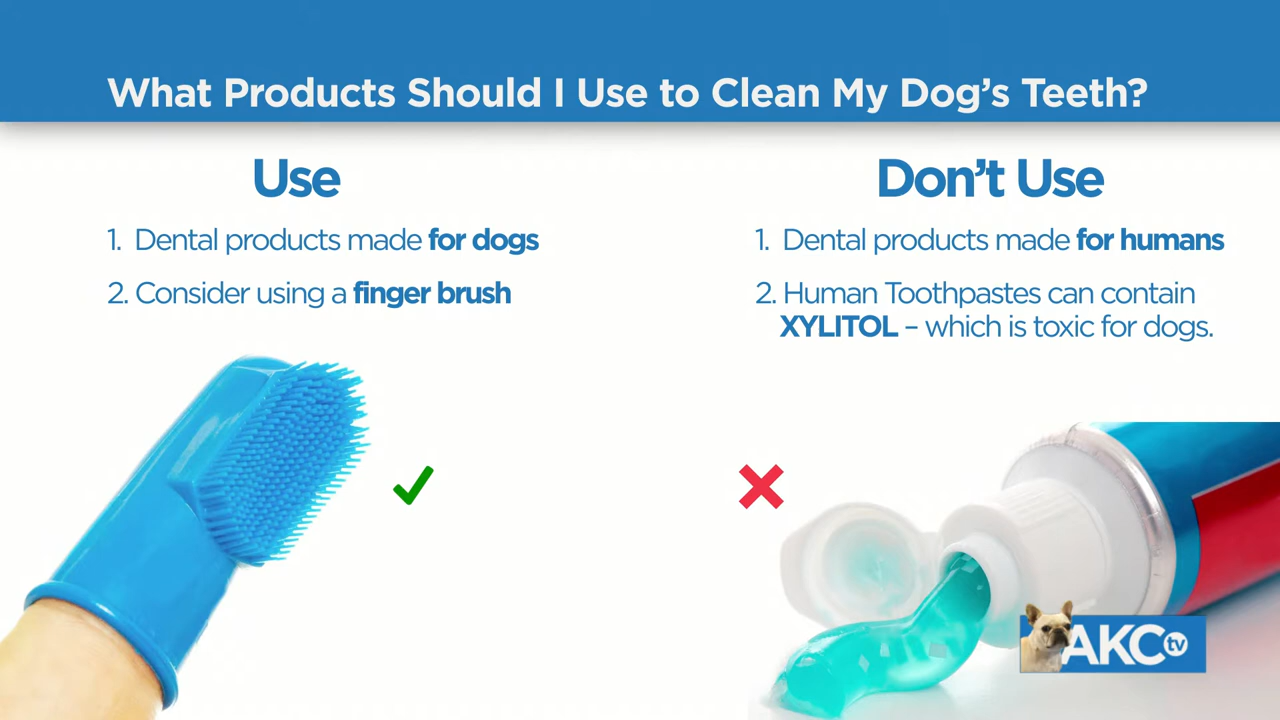 What Products Should I Use to Clean My Dog’s Teeth?
Use
1. Dental products made for dogs
2. Consider using a finger brush
Don’t Use
1. Dental products made for humans
2. Human Toothpastes can contain
XYLITOL – which is toxic for dogs.
AKC tv